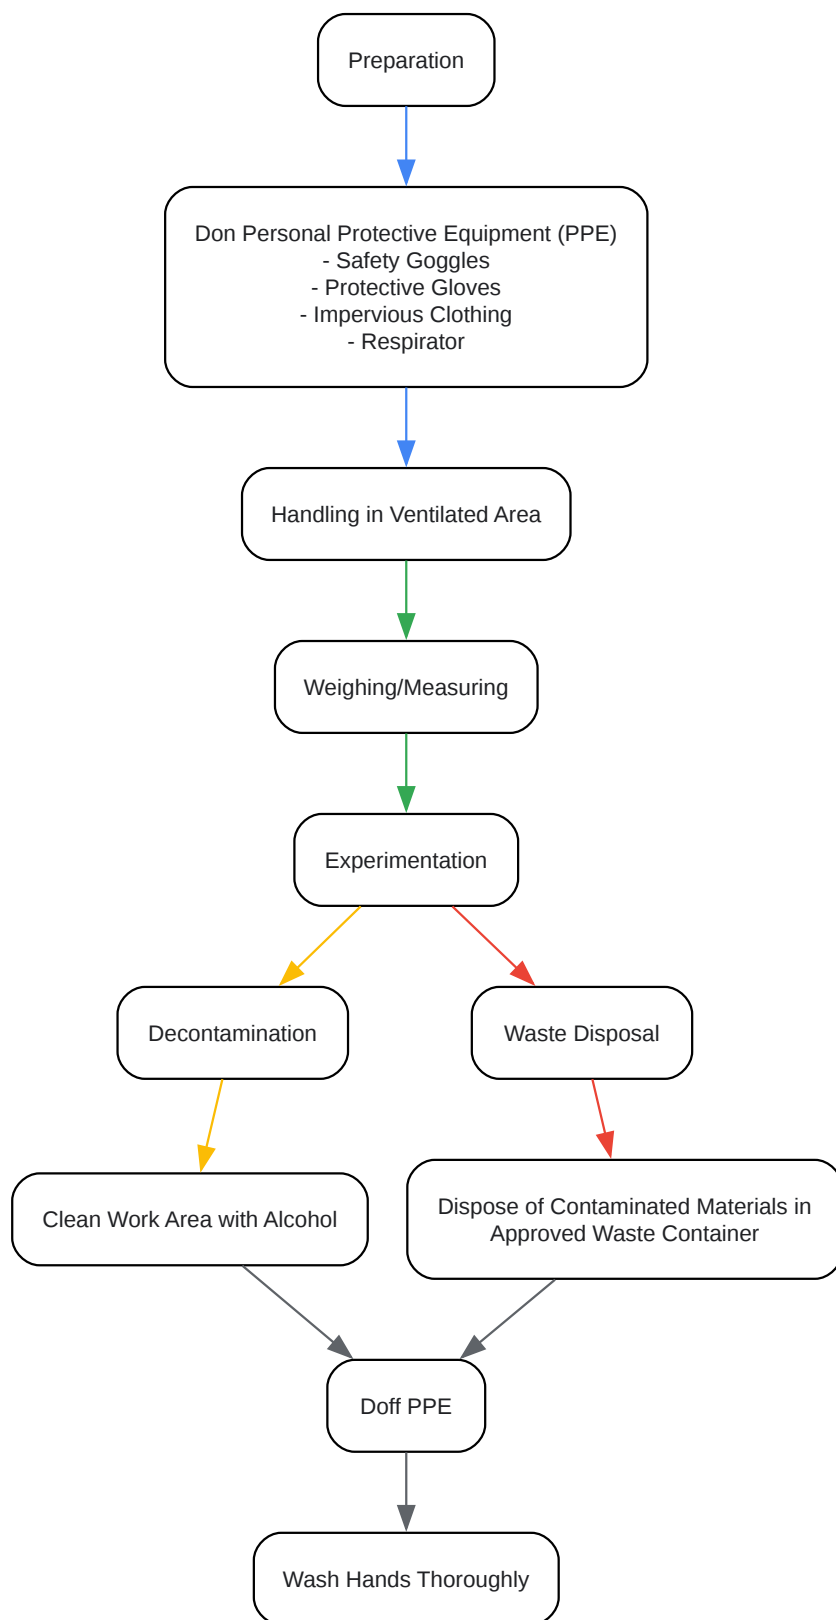 Preparation
Don Personal Protective Equipment (PPE)
- Safety Goggles
- Protective Gloves
- Impervious Clothing
- Respirator
Handling in Ventilated Area
Weighing/Measuring
Experimentation
Decontamination
Waste Disposal
Clean Work Area with Alcohol
Dispose of Contaminated Materials in
Approved Waste Container
Doff PPE
Wash Hands Thoroughly